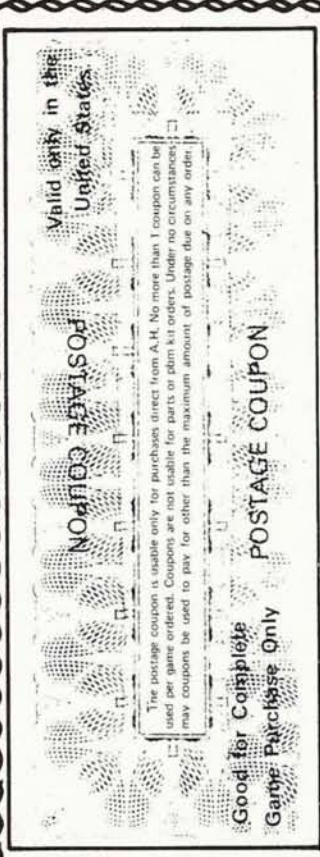 POSTAGE COUPON
Valid only in the
United States
The postage coupon is usable only for purchases direct from A.H. No more than 1 coupon can be
used per game ordered. Coupons are not usable for parts or pbm kit orders. Under no circumstances
may coupons be used to pay for other than the maximum amount of postage due on any order.
Good for Complete
Game Purchase Only
POSTAGE COUPON